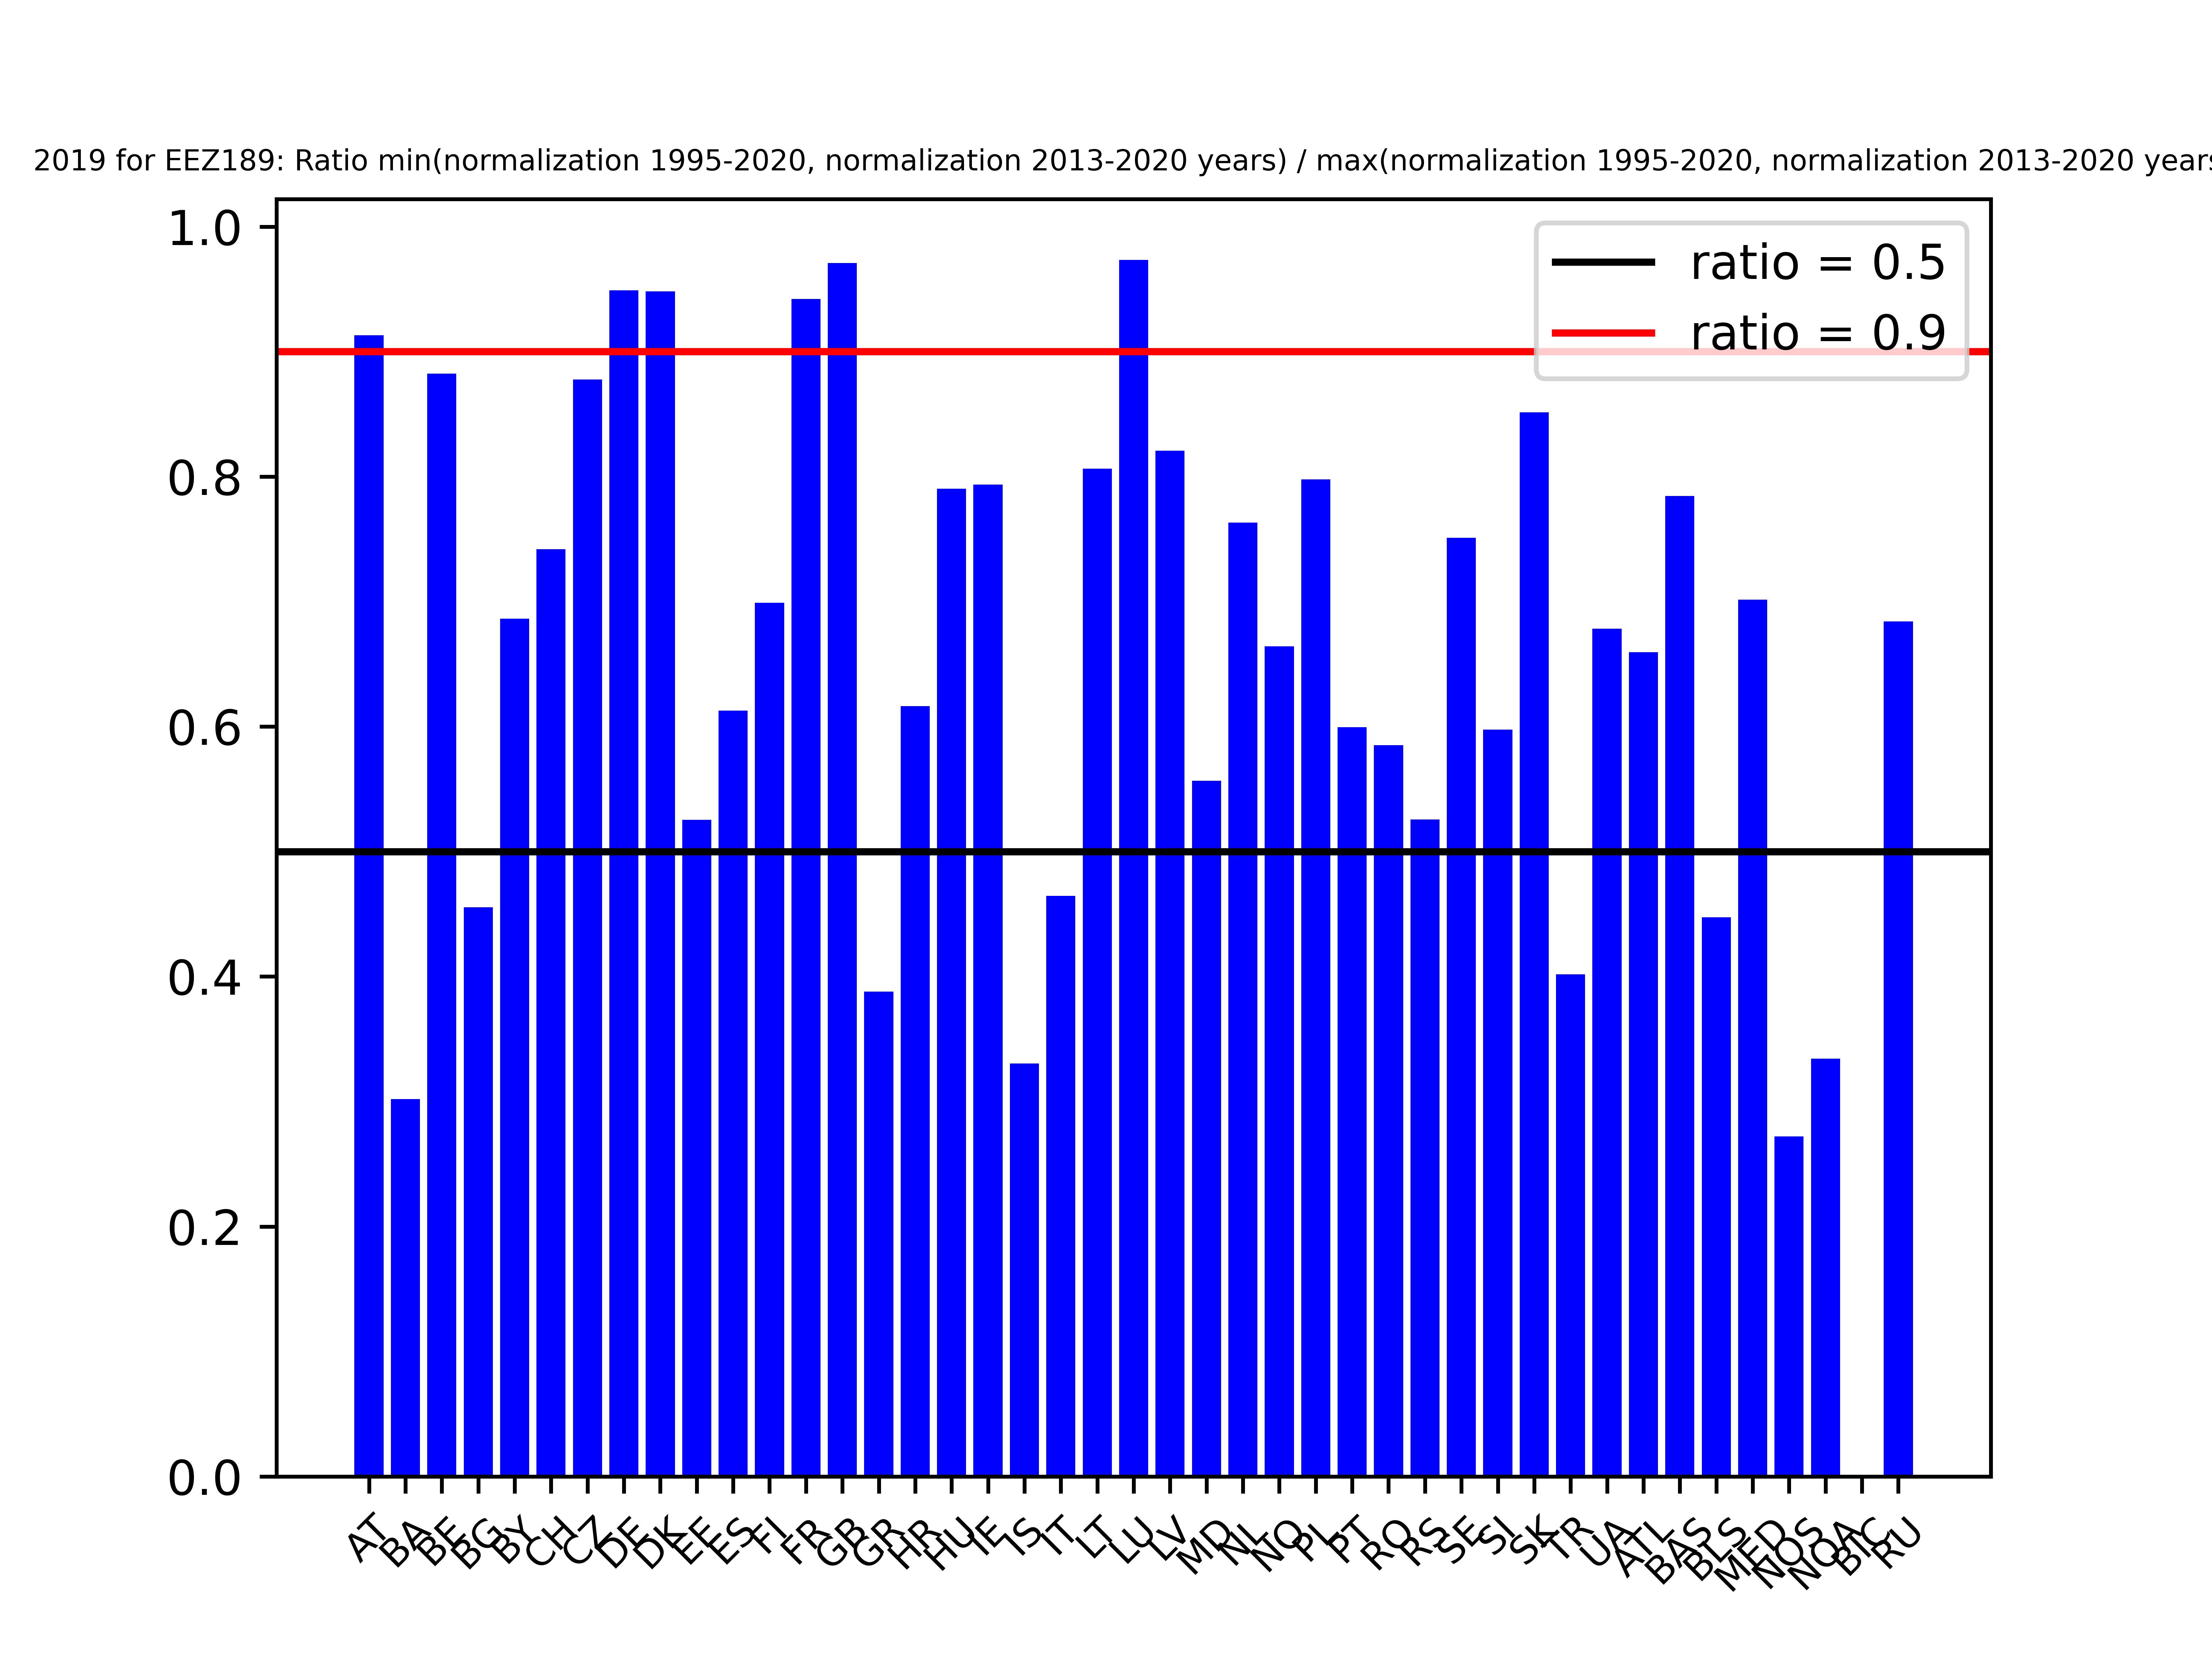 2019 for EEZ189: Ratio min(normalization 1995-2020, normalization 2013-2020 years) / max(normalization 1995-2020, normalization 2013-2020 years
1.0
0.8
0.6
0.4
0.2
0.0
ratio = 0.5
ratio = 0.9
AT BA BE BG BY CH CZ DE DK EE ES FI FR GB GR HR HU IE IS IT LT LU LV MD NL NO PL PT RO RS SE SI SK TR UA ATL BAS BLS MED NOS NOA BIC RU